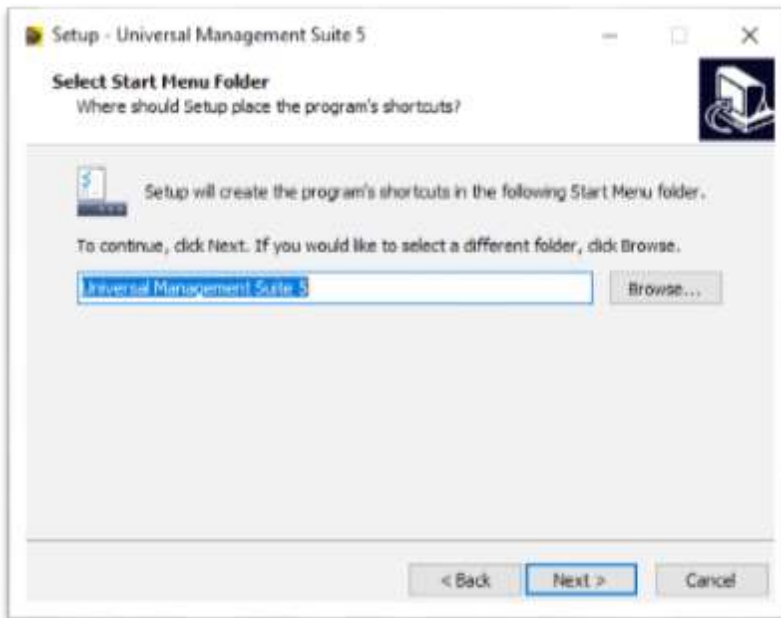 Setup - Universal Management Suite 5
Select Start Menu Folder
Where should Setup place the program's shortcuts?
Setup will create the program's shortcuts in the following Start Menu folder.
To continue, click Next. If you would like to select a different folder, click Browse.
Universal Management Suite 5
Browse...
< Back
Next >
Cancel